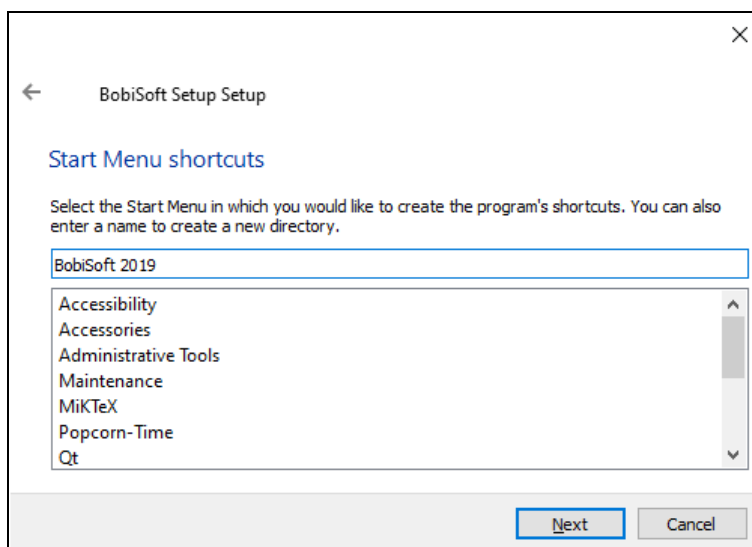 BobiSoft Setup Setup
Start Menu shortcuts
Select the Start Menu in which you would like to create the program's shortcuts. You can also
enter a name to create a new directory.
BobiSoft 2019
Accessibility
Accessories
Administrative Tools
Maintenance
MiKTeX
Popcorn-Time
Qt
Next Cancel